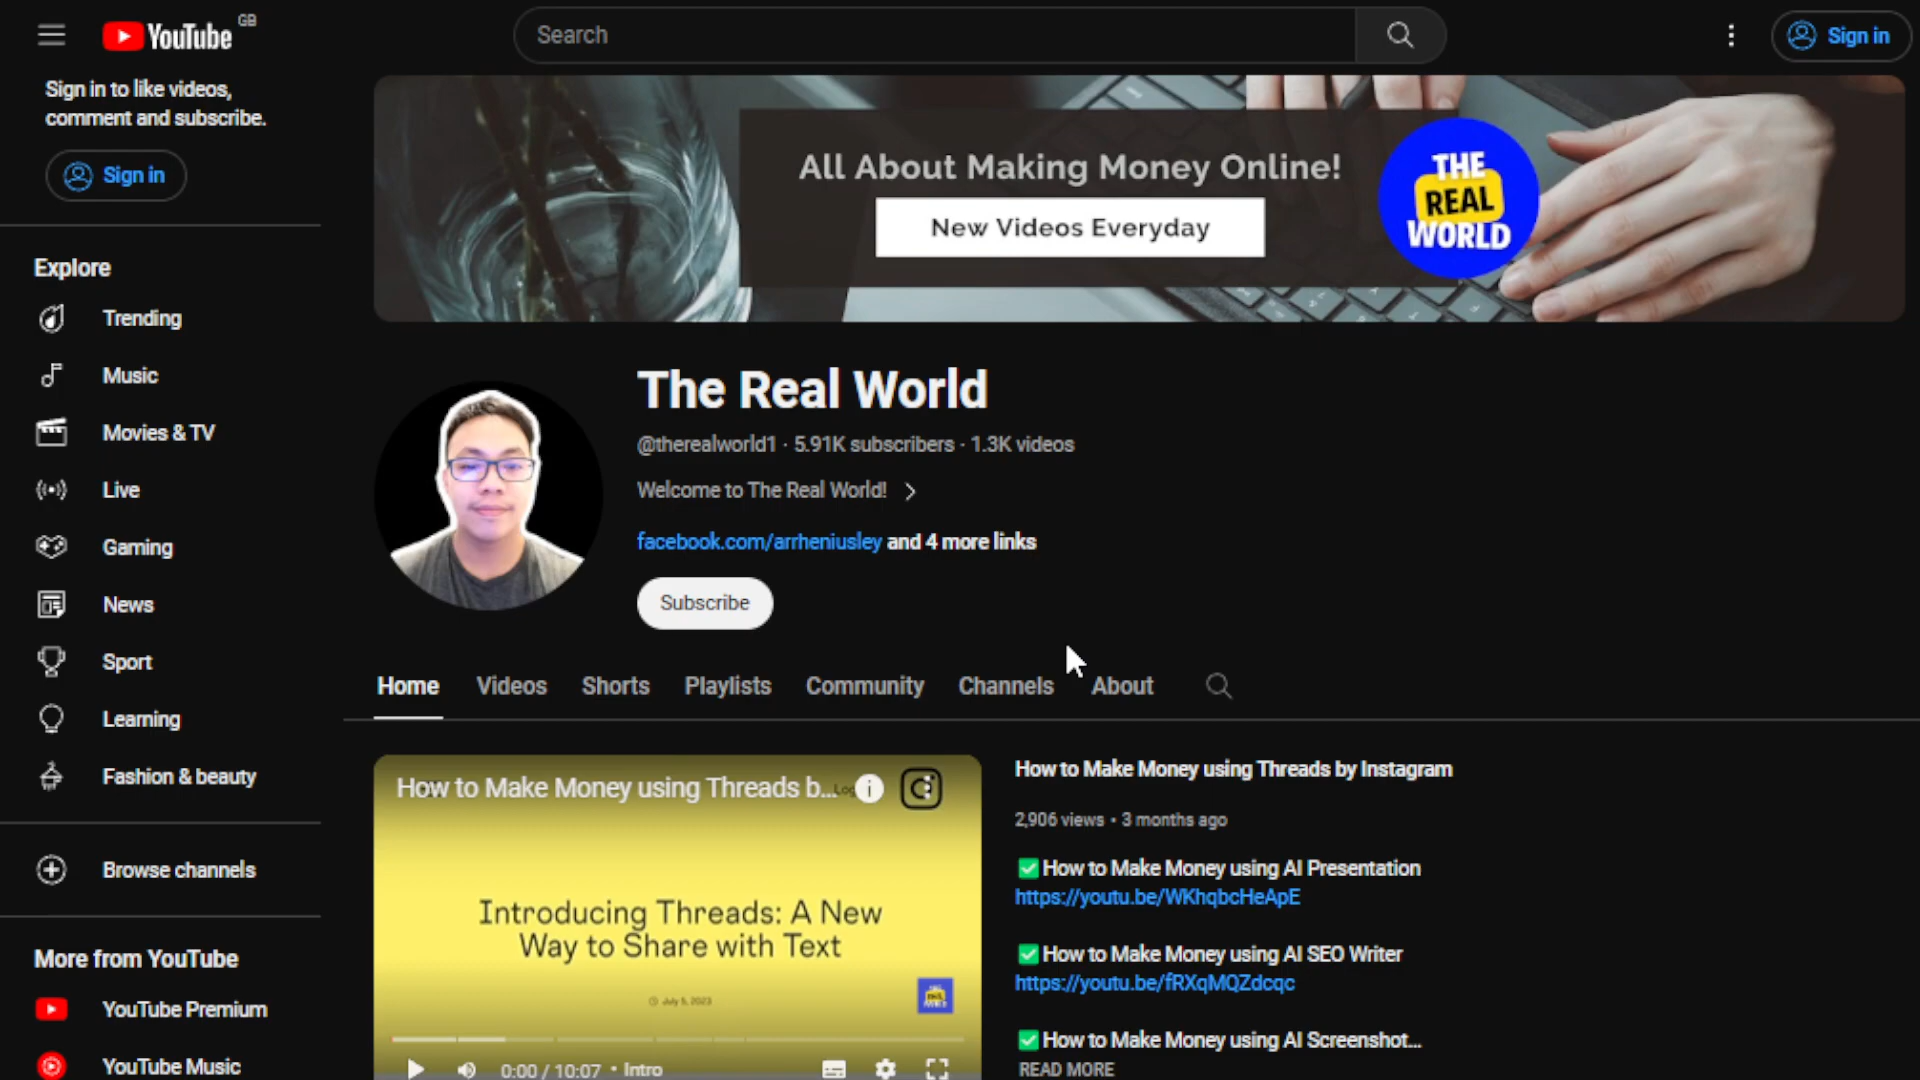 YouTube GB
Search
Sign in
Sign in to like videos,
comment and subscribe.
Sign in
Explore
Trending
Music
Movies & TV
Live
Gaming
News
Sport
Learning
Fashion & beauty
Browse channels
More from YouTube
YouTube Premium
YouTube Music
All About Making Money Online!
New Videos Everyday
THE
REAL
WORLD
The Real World
@therealworld1 · 5.91K subscribers · 1.3K videos
Welcome to The Real World!
facebook.com/arrheniusley and 4 more links
Subscribe
Home
Videos
Shorts
Playlists
Community
Channels
About
How to Make Money using Threads b...
Log
Introducing Threads: A New
Way to Share with Text
July 5, 2023
REAL
WORLD
0:00 / 10:07 • Intro
How to Make Money using Threads by Instagram
2,906 views • 3 months ago
✅How to Make Money using AI Presentation
https://youtu.be/WKhqbcHeApE
✅How to Make Money using AI SEO Writer
https://youtu.be/fRXqMQZdcqc
✅How to Make Money using AI Screenshot...
READ MORE